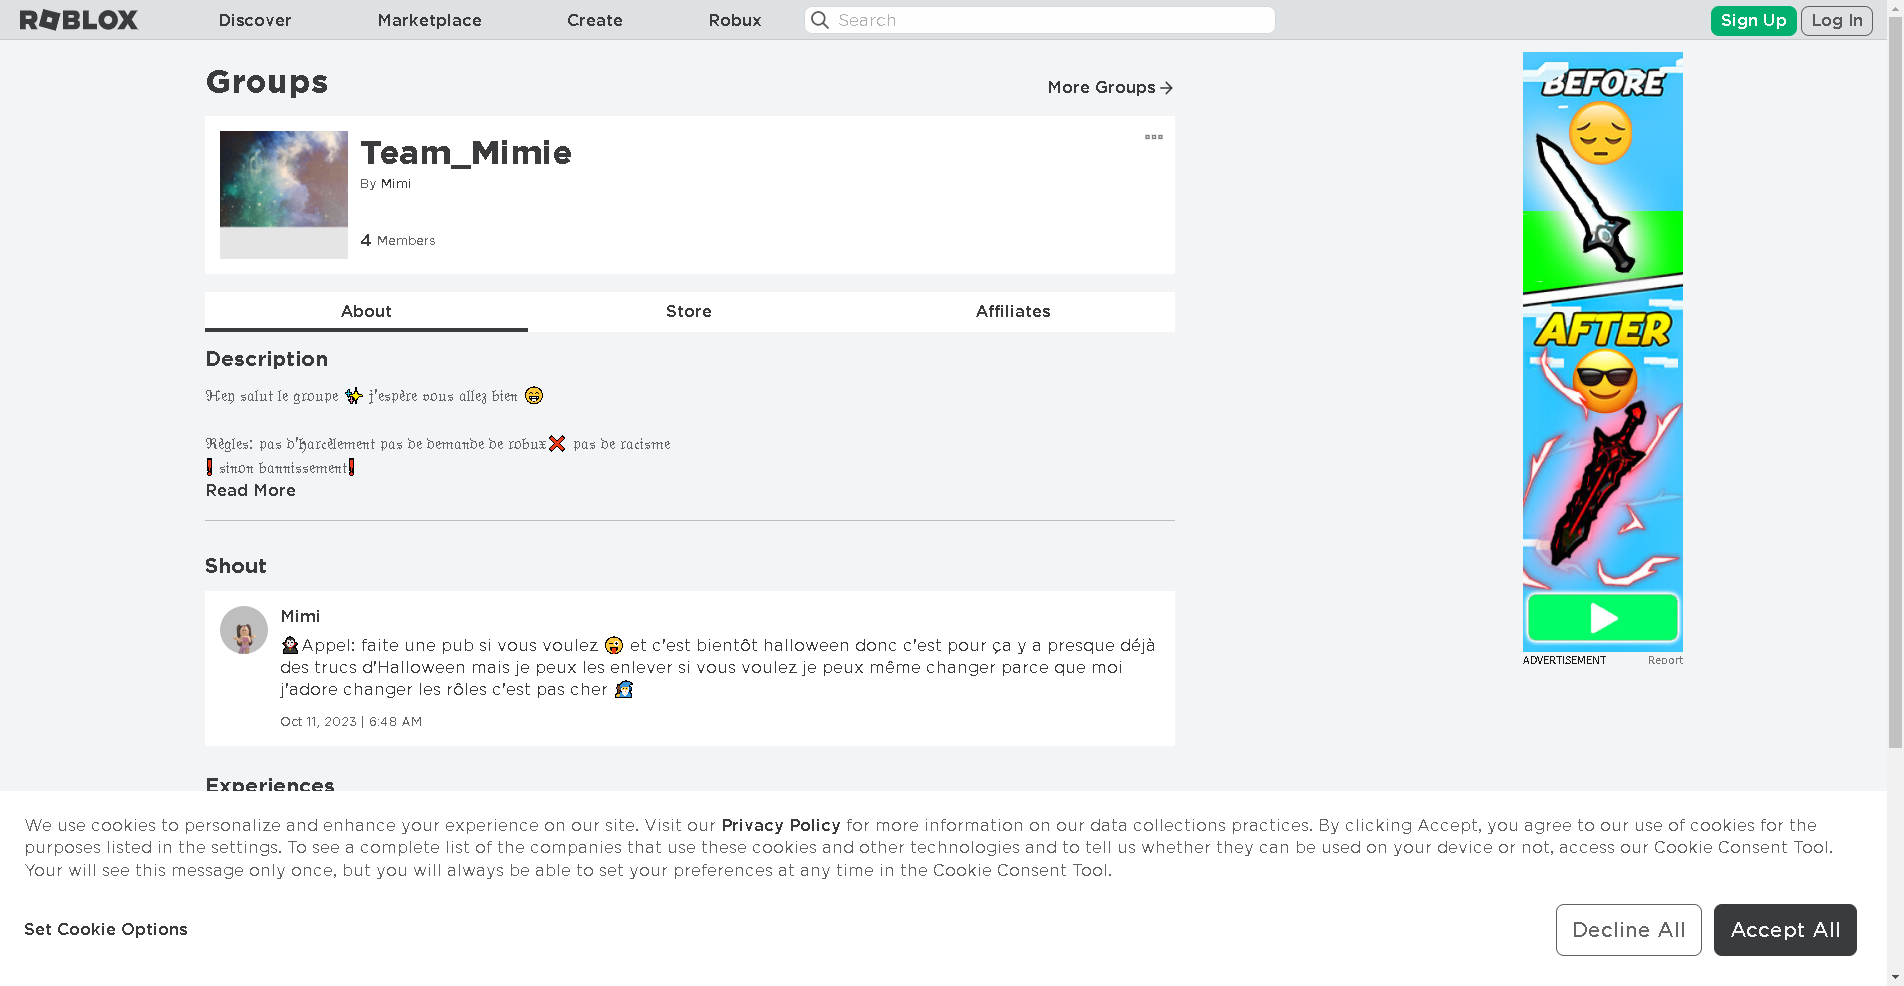 ROBLOX
Discover
Marketplace
Create
Robux
Search
Sign Up
Log In
Groups
More Groups
Team_Mimie
By Mimi
4 Members
About
Store
Affiliates
Description
ℌ𝔢𝔶 𝔰𝔞𝔩𝔲𝔱 𝔩𝔢 𝔤𝔯𝔬𝔲𝔭𝔢 ✨ 𝔧'𝔢𝔰𝔭è𝔯𝔢 𝔳𝔬𝔲𝔰 𝔞𝔩𝔩𝔢𝔷 𝔟𝔦𝔢𝔫 😁
ℜè𝔤𝔩𝔢𝔰: 𝔭𝔞𝔰 𝔡'𝔥𝔞𝔯𝔠è𝔩𝔢𝔪𝔢𝔫𝔱 𝔭𝔞𝔰 𝔡𝔢 𝔡𝔢𝔪𝔞𝔫𝔡𝔢 𝔡𝔢 𝔯𝔬𝔟𝔲𝔵❌ 𝔭𝔞𝔰 𝔡𝔢 𝔯𝔞𝔠𝔦𝔰𝔪𝔢
❗ 𝔰𝔦𝔫𝔬𝔫 𝔟𝔞𝔫𝔫𝔦𝔰𝔰𝔢𝔪𝔢𝔫𝔱❗
Read More
Shout
Mimi
🧛🏻Appel: faite une pub si vous voulez 😜 et c'est bientôt halloween donc c'est pour ça y a presque déjà
des trucs d'Halloween mais je peux les enlever si vous voulez je peux même changer parce que moi
j'adore changer les rôles c'est pas cher
Oct 11, 2023 | 6:48 AM
Experiences
BEFORE
AFTER
ADVERTISEMENT
Report
We use cookies to personalize and enhance your experience on our site. Visit our Privacy Policy for more information on our data collections practices. By clicking Accept, you agree to our use of cookies for the
purposes listed in the settings. To see a complete list of the companies that use these cookies and other technologies and to tell us whether they can be used on your device or not, access our Cookie Consent Tool.
Your will see this message only once, but you will always be able to set your preferences at any time in the Cookie Consent Tool.
Set Cookie Options
Decline All
Accept All